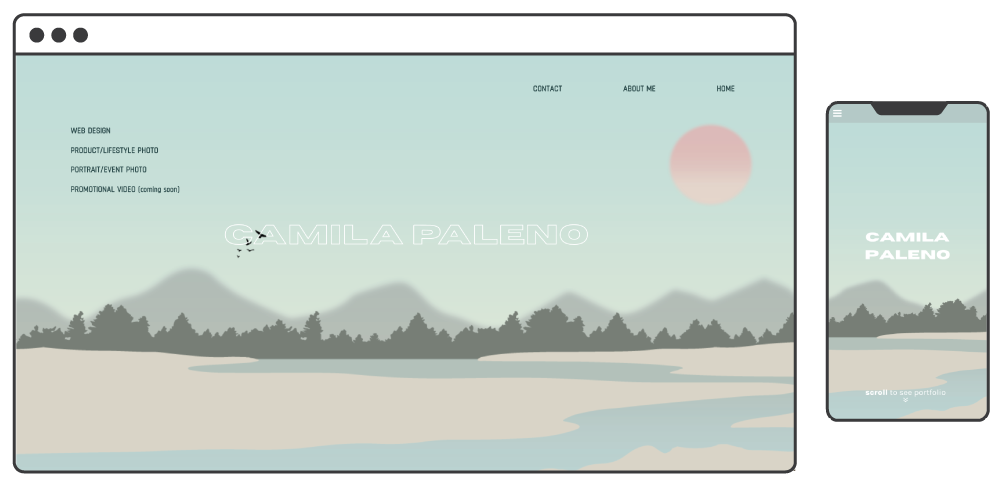 CONTACT ABOUT ME HOME
WEB DESIGN
PRODUCT/LIFESTYLE PHOTO
PORTRAIT/EVENT PHOTO
PROMOTIONAL VIDEO (coming soon)
CAMILA PALENO
CAMILA
PALENO
scroll to see portfolio